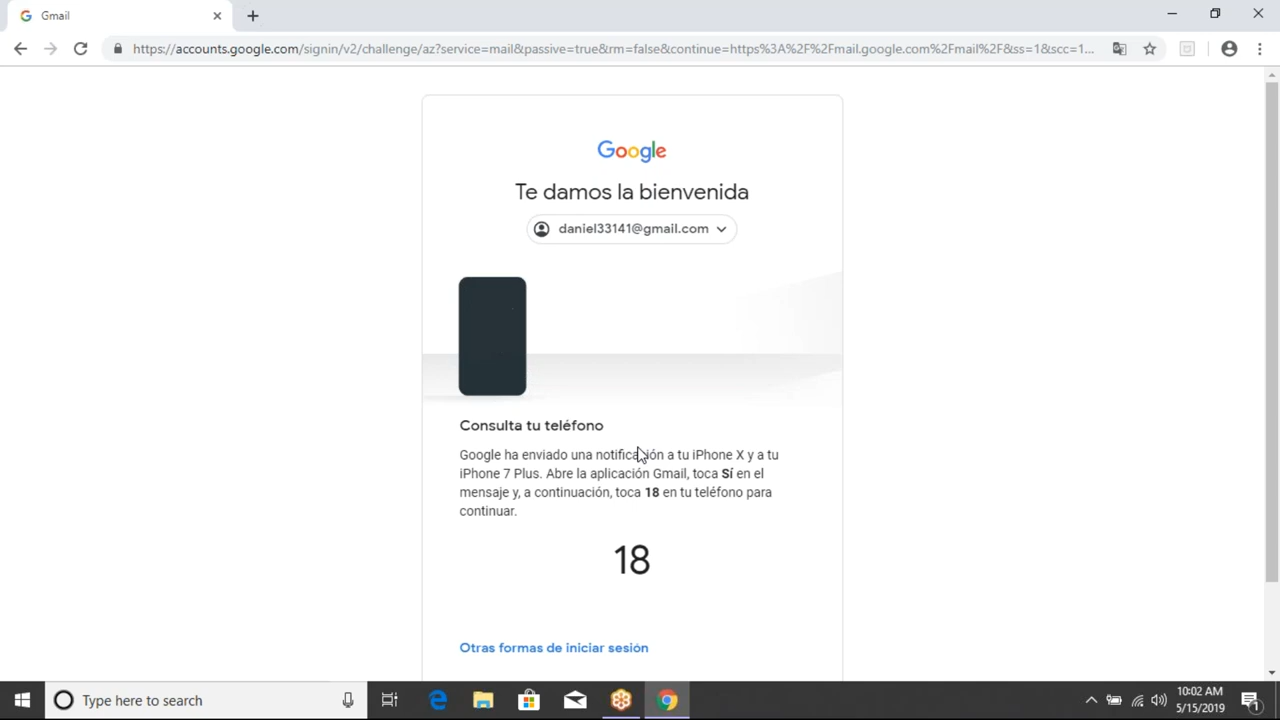 Gmail
https://accounts.google.com/signin/v2/challenge/az?service=mail&passive=true&rm=false&continue=https%3A%2F%2Fmail.google.com%2Fmail%2F&ss=1&scc=1...
Google
Te damos la bienvenida
daniel33141@gmail.com
Consulta tu teléfono
Google ha enviado una notificación a tu iPhone X y a tu
iPhone 7 Plus. Abre la aplicación Gmail, toca Sí en el
mensaje y, a continuación, toca 18 en tu teléfono para
continuar.
18
Otras formas de iniciar sesión
Type here to search
10:02 AM
5/15/2019
1